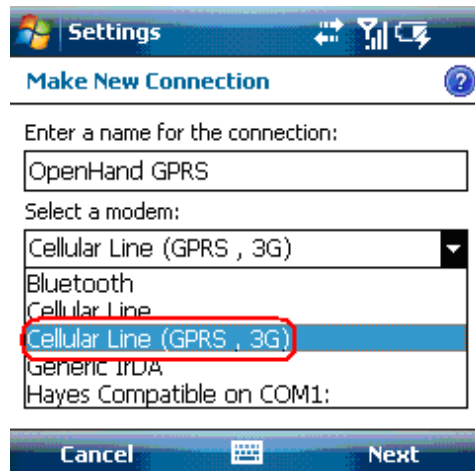 Settings
Make New Connection
?
Enter a name for the connection:
OpenHand GPRS
Select a modem:
Cellular Line (GPRS , 3G)
Bluetooth
Cellular Line
Cellular Line (GPRS , 3G)
Generic IrDA
Hayes Compatible on COM1:
Cancel
Next